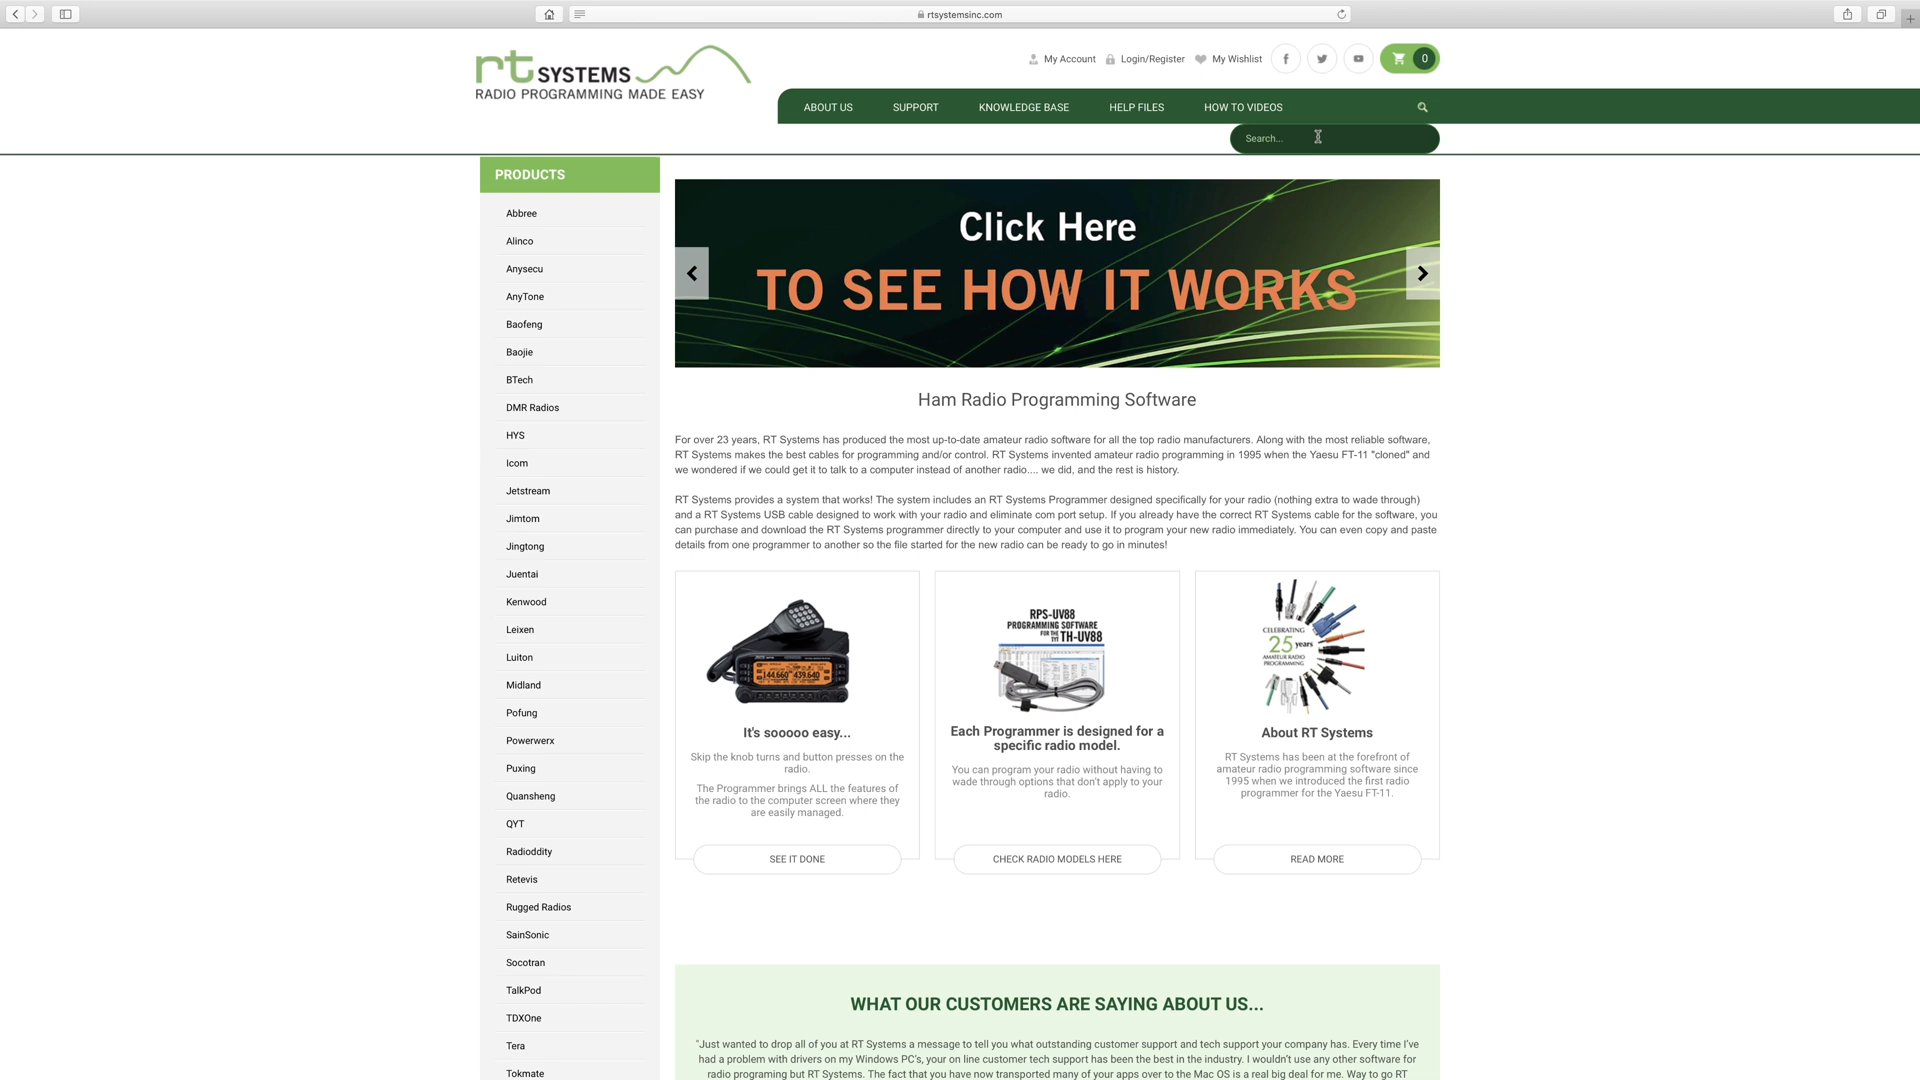 rtsystemsinc.com
rt SYSTEMS
RADIO PROGRAMMING MADE EASY
My Account
Login/Register
My Wishlist
0
ABOUT US
SUPPORT
KNOWLEDGE BASE
HELP FILES
HOW TO VIDEOS
Search...
PRODUCTS
Abbree
Alinco
Anysecu
AnyTone
Baofeng
Baojie
BTech
DMR Radios
HYS
Icom
Jetstream
Jimtom
Jingtong
Juentai
Kenwood
Leixen
Luiton
Midland
Pofung
Powerwerx
Puxing
Quansheng
QYT
Radioddity
Retevis
Rugged Radios
SainSonic
Socotran
TalkPod
TDXOne
Tera
Tokmate
Click Here
TO SEE HOW IT WORKS
Ham Radio Programming Software
For over 23 years, RT Systems has produced the most up-to-date amateur radio software for all the top radio manufacturers. Along with the most reliable software,
RT Systems makes the best cables for programming and/or control. RT Systems invented amateur radio programming in 1995 when the Yaesu FT-11 "cloned" and
we wondered if we could get it to talk to a computer instead of another radio.... we did, and the rest is history.
RT Systems provides a system that works! The system includes an RT Systems Programmer designed specifically for your radio (nothing extra to wade through)
and a RT Systems USB cable designed to work with your radio and eliminate com port setup. If you already have the correct RT Systems cable for the software, you
can purchase and download the RT Systems programmer directly to your computer and use it to program your new radio immediately. You can even copy and paste
details from one programmer to another so the file started for the new radio can be ready to go in minutes!
144.660 439.640
It's sooooo easy...
Skip the knob turns and button presses on the
radio.
The Programmer brings ALL the features of
the radio to the computer screen where they
are easily managed.
SEE IT DONE
RPS-UV88
PROGRAMMING SOFTWARE
FOR THE TYT TH-UV88
Each Programmer is designed for a
specific radio model.
You can program your radio without having to
wade through options that don't apply to your
radio.
CHECK RADIO MODELS HERE
CELEBRATING
25 years
AMATEUR RADIO
PROGRAMMING
About RT Systems
RT Systems has been at the forefront of
amateur radio programming software since
1995 when we introduced the first radio
programmer for the Yaesu FT-11.
READ MORE
WHAT OUR CUSTOMERS ARE SAYING ABOUT US...
"Just wanted to drop all of you at RT Systems a message to tell you what outstanding customer support and tech support your company has. Every time I've
had a problem with drivers on my Windows PC's, your on line customer tech support has been the best in the industry. I wouldn't use any other software for
radio programing but RT Systems. The fact that you have now transported many of your apps over to the Mac OS is a real big deal for me. Way to go RT